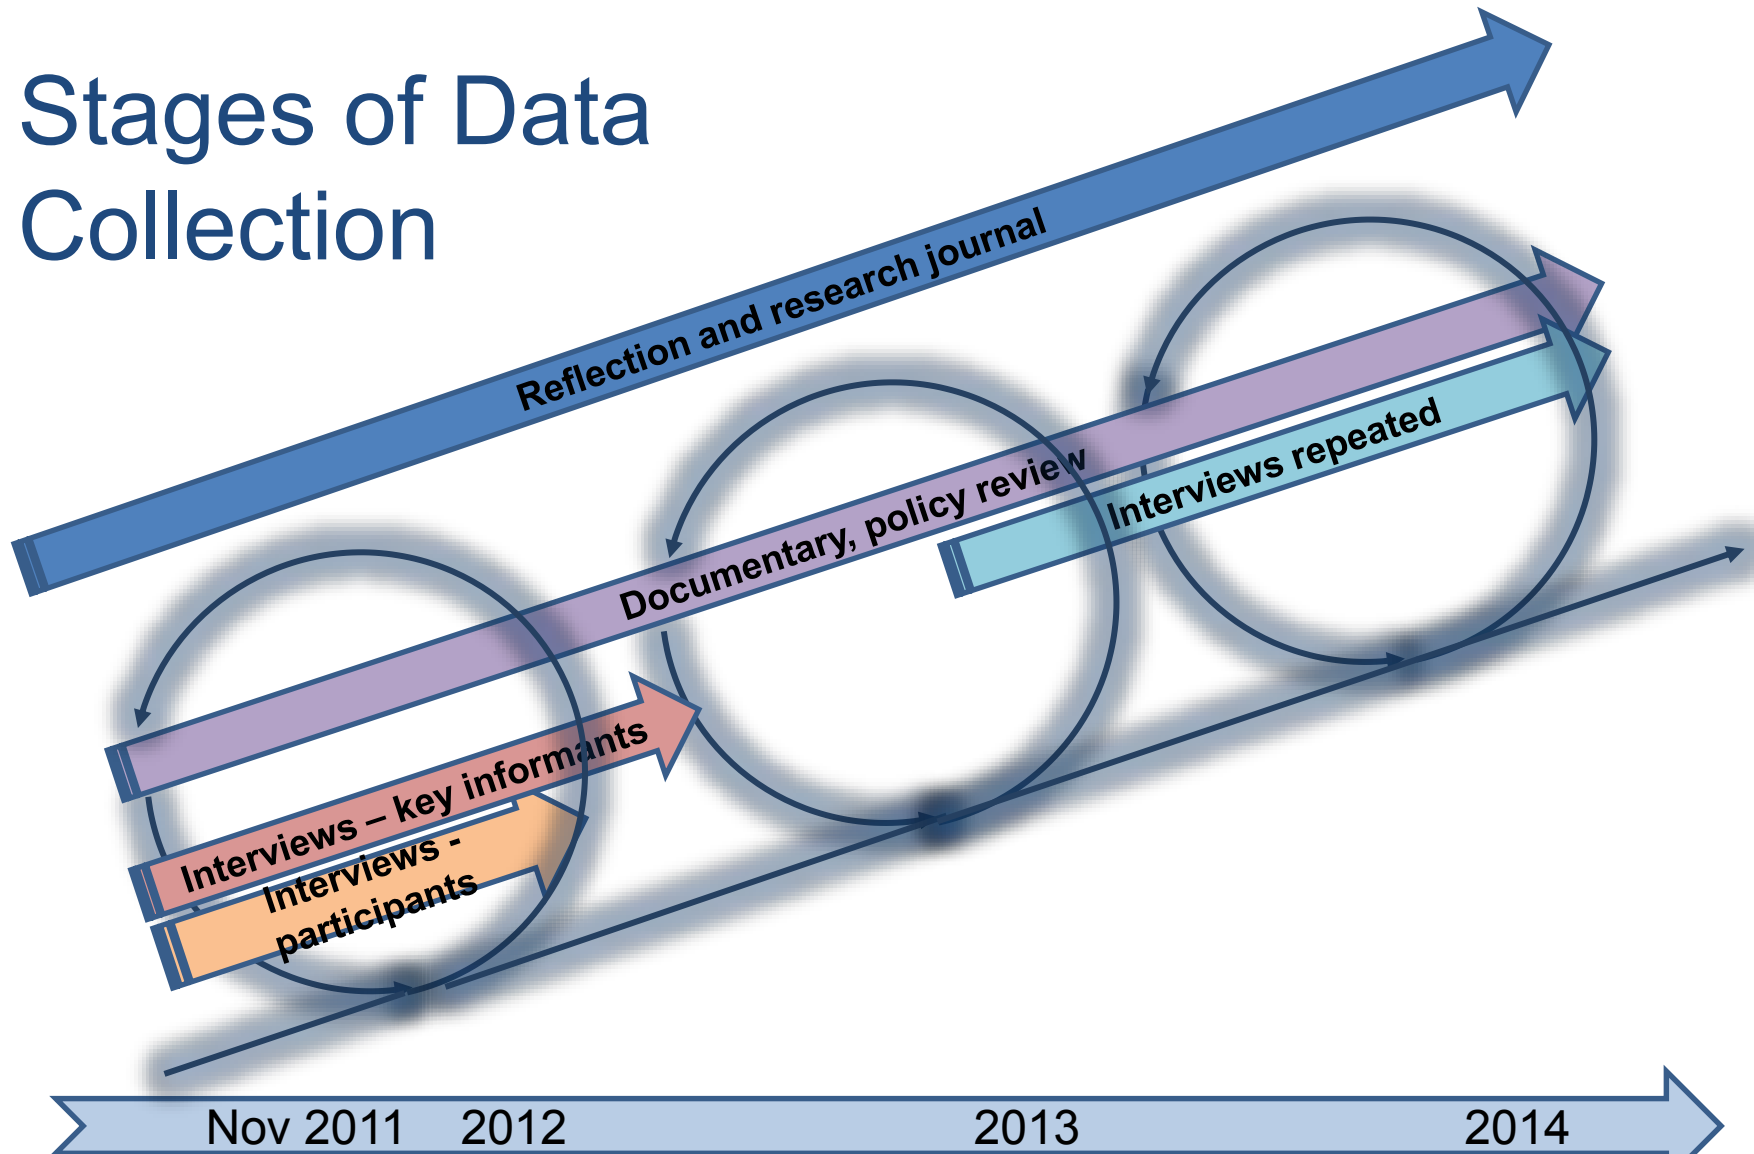 Stages of Data
Collection
Reflection and research journal
Documentary, policy review
Interviews repeated
Interviews – key informants
Interviews -
participants
Nov 2011 2012 2013 2014